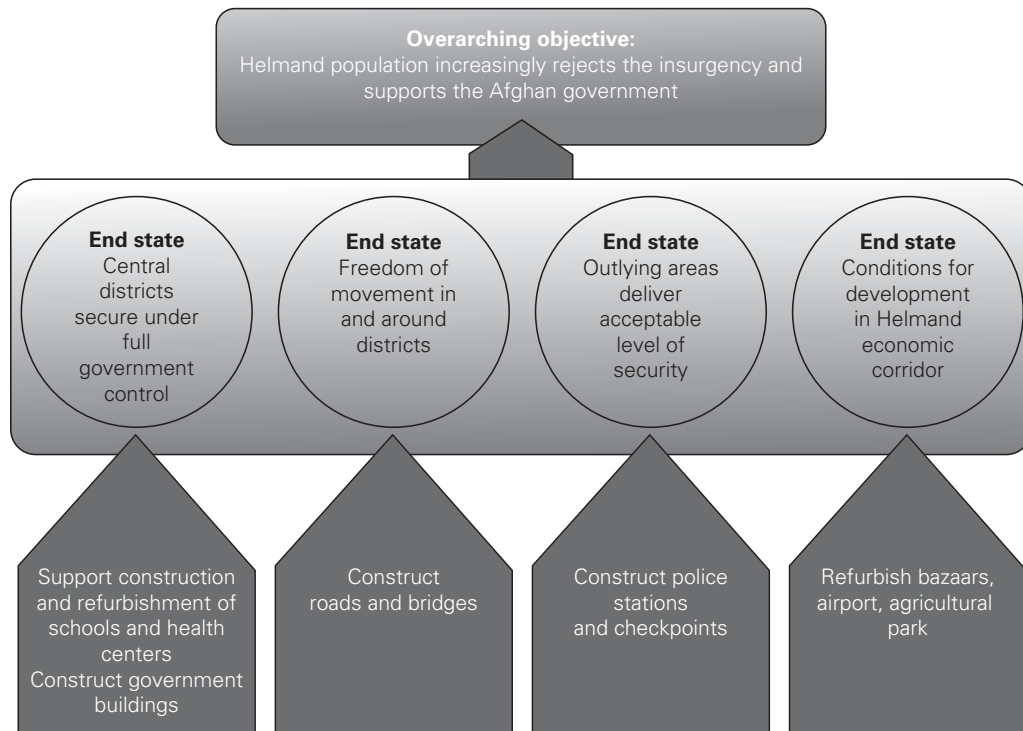 Overarching objective:
Helmand population increasingly rejects the insurgency and
supports the Afghan government
End state
Central
districts
secure under
full
government
control
End state
Freedom of
movement in
and around
districts
End state
Outlying areas
deliver
acceptable
level of
security
End state
Conditions for
development
in Helmand
economic
corridor
Support construction
and refurbishment of
schools and health
centers
Construct government
buildings
Construct
roads and bridges
Construct police
stations
and checkpoints
Refurbish bazaars,
airport, agricultural
park